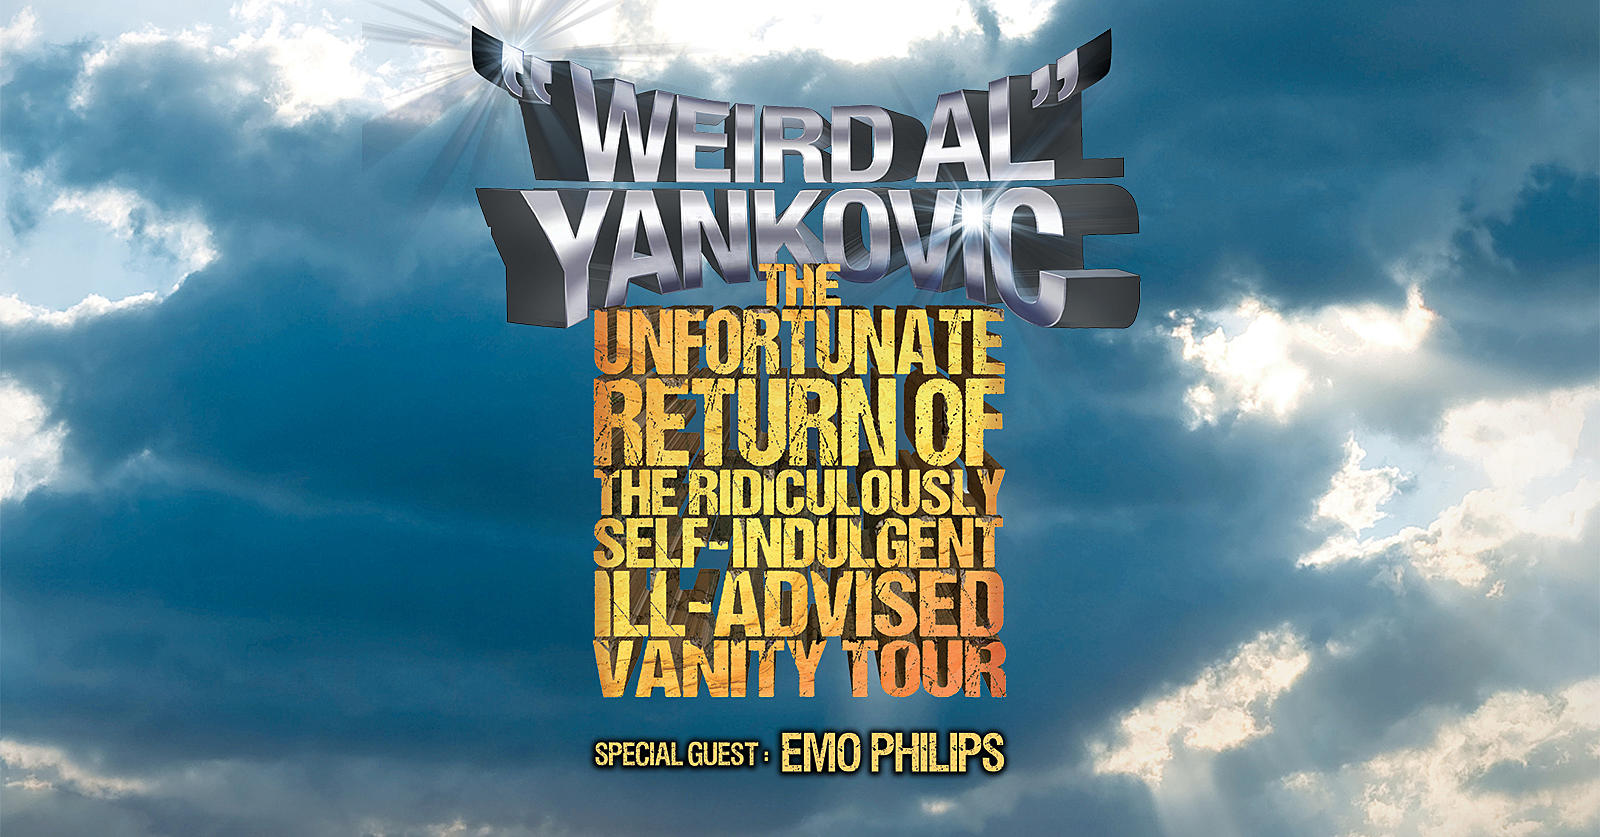 "WEIRD AL"
YANKOVIC
THE
UNFORTUNATE
RETURN OF
THE RIDICULOUSLY
SELF-INDULGENT
ILL-ADVISED
VANITY TOUR
SPECIAL GUEST: EMO PHILIPS